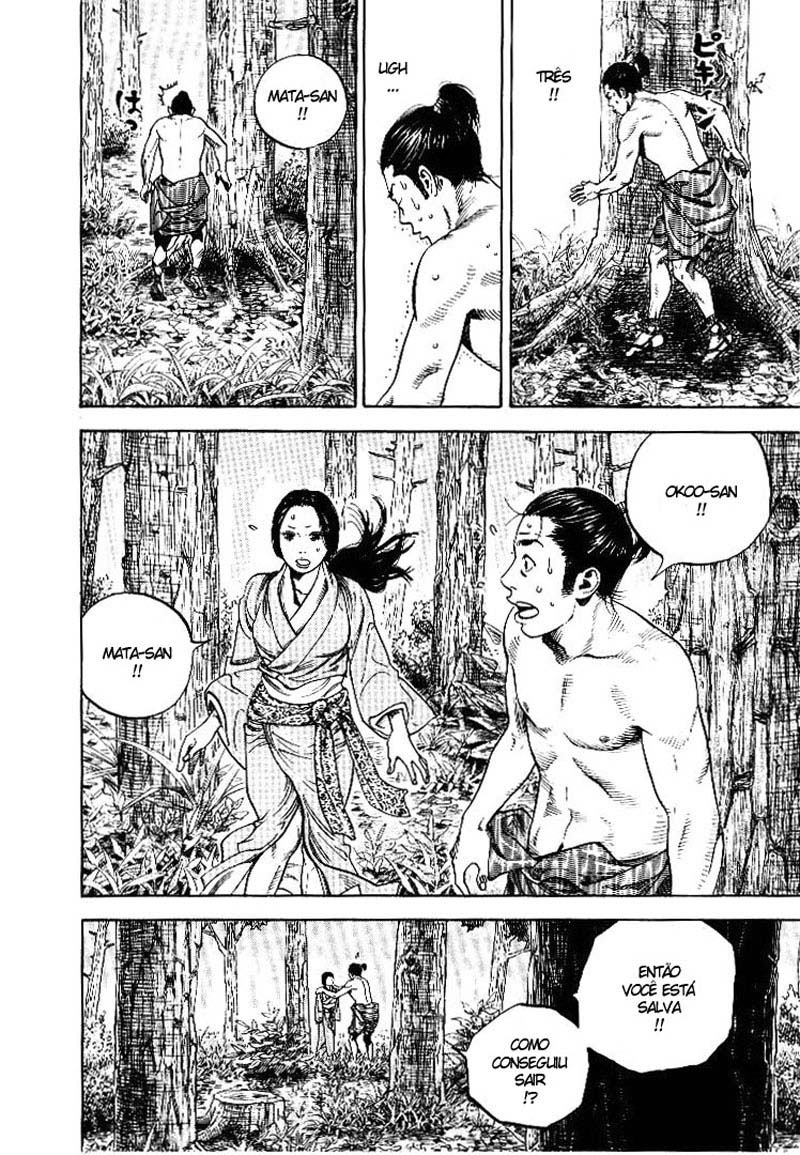 ピキィン
TRÊS
!!
UGH
...
MATA-SAN
!!
はっ
OKOO-SAN
!!
MATA-SAN
!!
ENTÃO
VOCÊ ESTÁ
SALVA
!!
COMO
CONSEGUIU
SAIR
!?